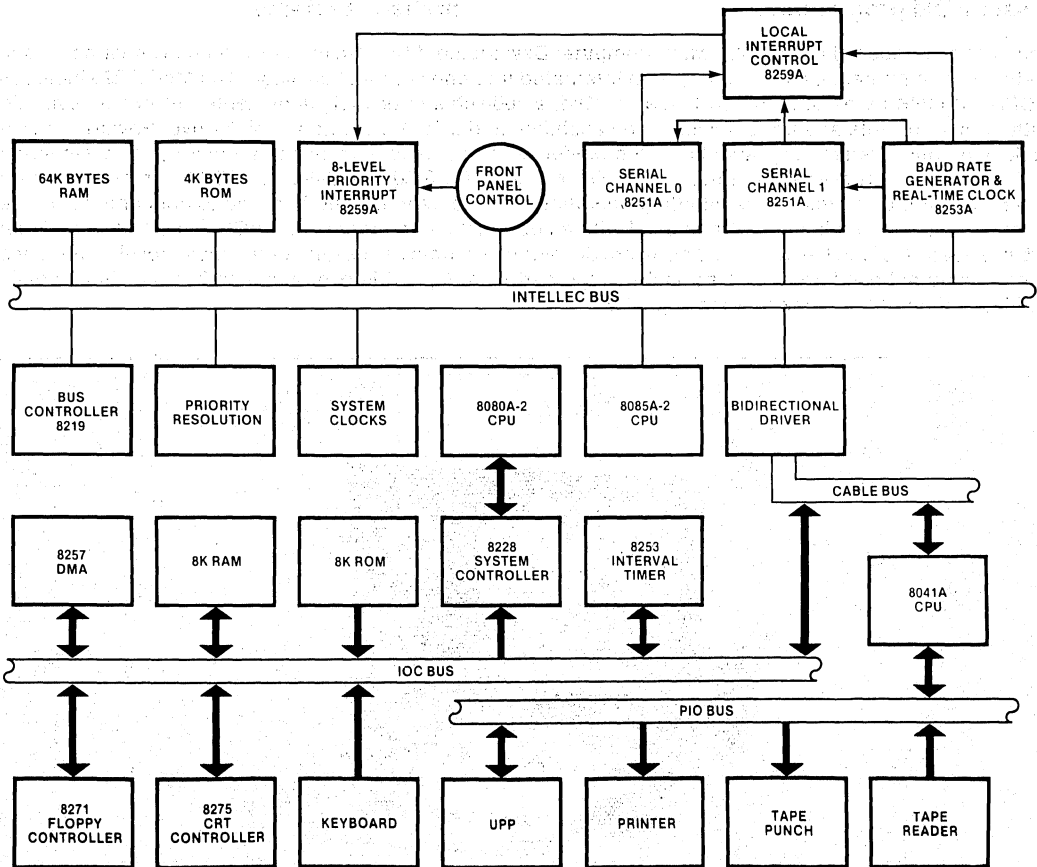 LOCAL
INTERRUPT
CONTROL
8259A
64K BYTES
RAM
4K BYTES
ROM
8-LEVEL
PRIORITY
INTERRUPT
8259A
FRONT
PANEL
CONTROL
SERIAL
CHANNEL 0
8251A
SERIAL
CHANNEL 1
8251A
BAUD RATE
GENERATOR &
REAL-TIME CLOCK
8253A
INTELLEC BUS
BUS
CONTROLLER
8219
PRIORITY
RESOLUTION
SYSTEM
CLOCKS
8080A-2
CPU
8085A-2
CPU
BIDIRECTIONAL
DRIVER
CABLE BUS
8257
DMA
8K RAM
8K ROM
8228
SYSTEM
CONTROLLER
8253
INTERVAL
TIMER
8041A
CPU
IOC BUS
PIO BUS
8271
FLOPPY
CONTROLLER
8275
CRT
CONTROLLER
KEYBOARD
UPP
PRINTER
TAPE
PUNCH
TAPE
READER